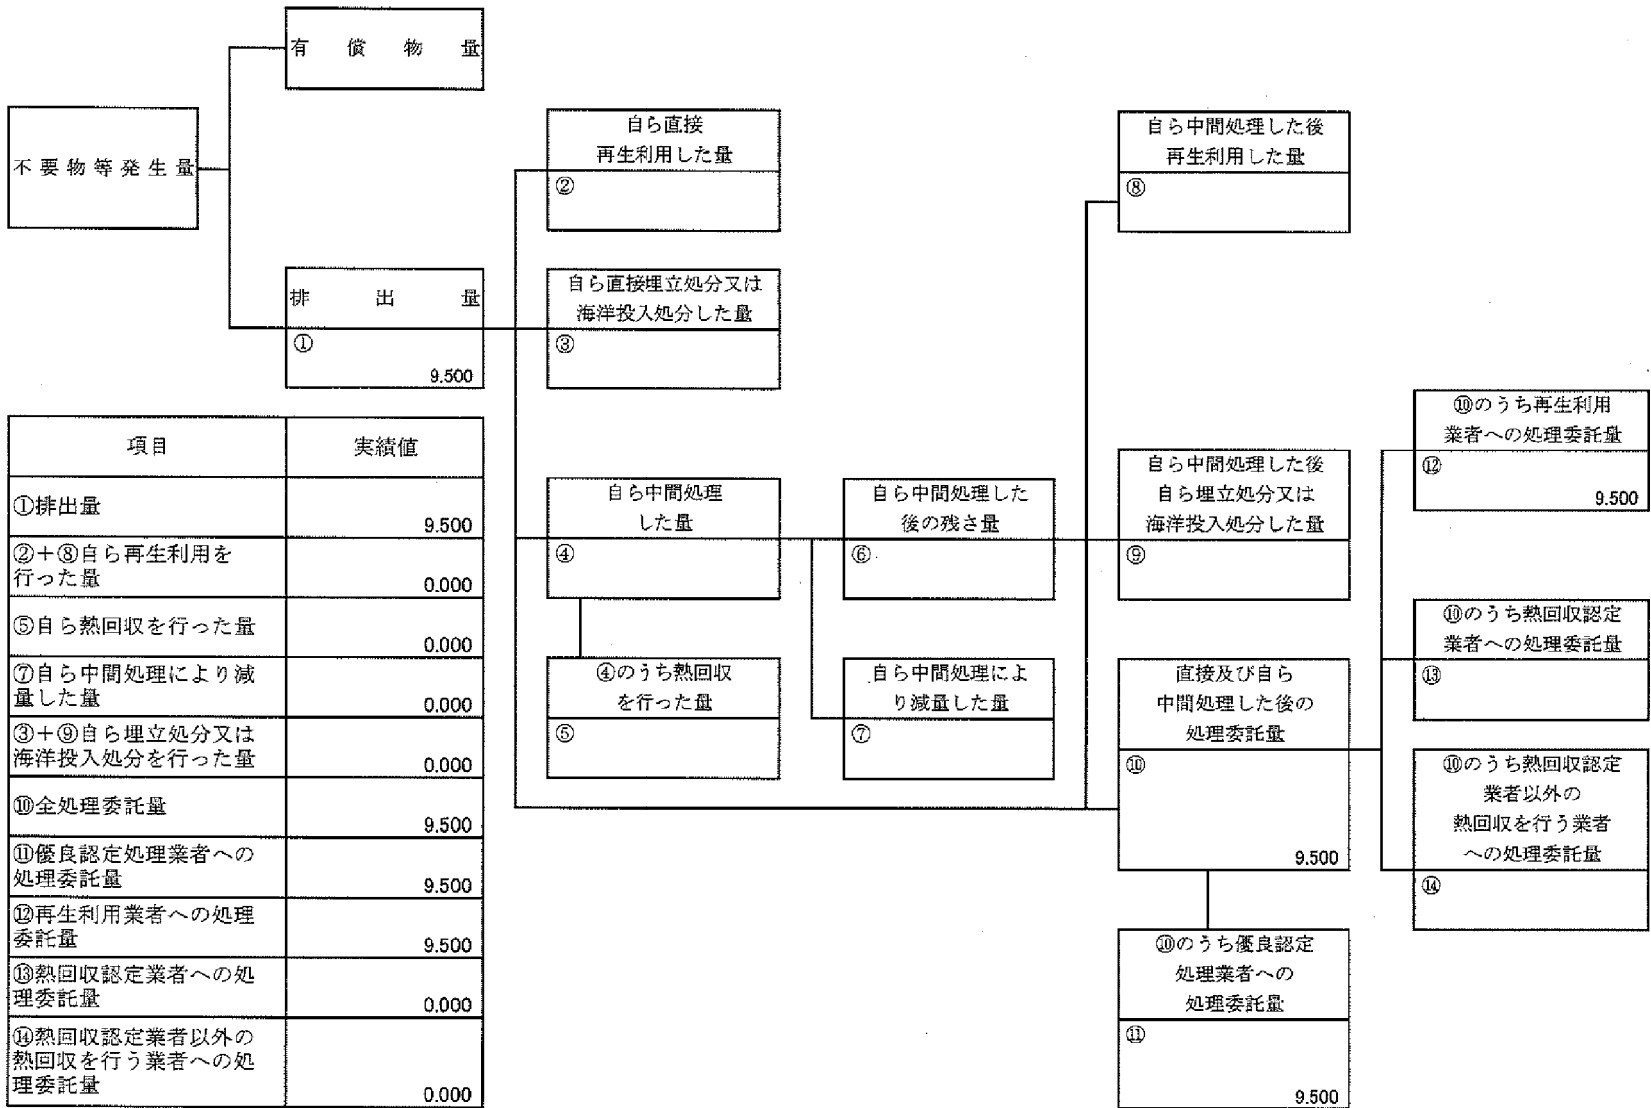 有償物量
不要物等発生量
排出量
①
9.500
自ら直接
再生利用した量
②
自ら直接埋立処分又は
海洋投入処分した量
③
自ら中間処理した後
再生利用した量
⑧
自ら中間処理
した量
④
自ら中間処理した
後の残さ量
⑥
自ら中間処理した後
自ら埋立処分又は
海洋投入処分した量
⑨
④のうち熱回収
を行った量
⑤
自ら中間処理によ
り減量した量
⑦
直接及び自ら
中間処理した後の
処理委託量
⑩
9.500
⑩のうち優良認定
処理業者への
処理委託量
⑪
9.500
⑩のうち再生利用
業者への処理委託量
⑫
9.500
⑩のうち熱回収認定
業者への処理委託量
⑬
⑩のうち熱回収認定
業者以外の
熱回収を行う業者
への処理委託量
⑭
項目 実績値
①排出量
9.500
②+⑧自ら再生利用を
行った量
0.000
⑤自ら熱回収を行った量
0.000
⑦自ら中間処理により減
量した量
0.000
③+⑨自ら埋立処分又は
海洋投入処分を行った量
0.000
⑩全処理委託量
9.500
⑪優良認定処理業者への
処理委託量
9.500
⑫再生利用業者への処理
委託量
9.500
⑬熱回収認定業者への処
理委託量
0.000
⑭熱回収認定業者以外の
熱回収を行う業者への処
理委託量
0.000